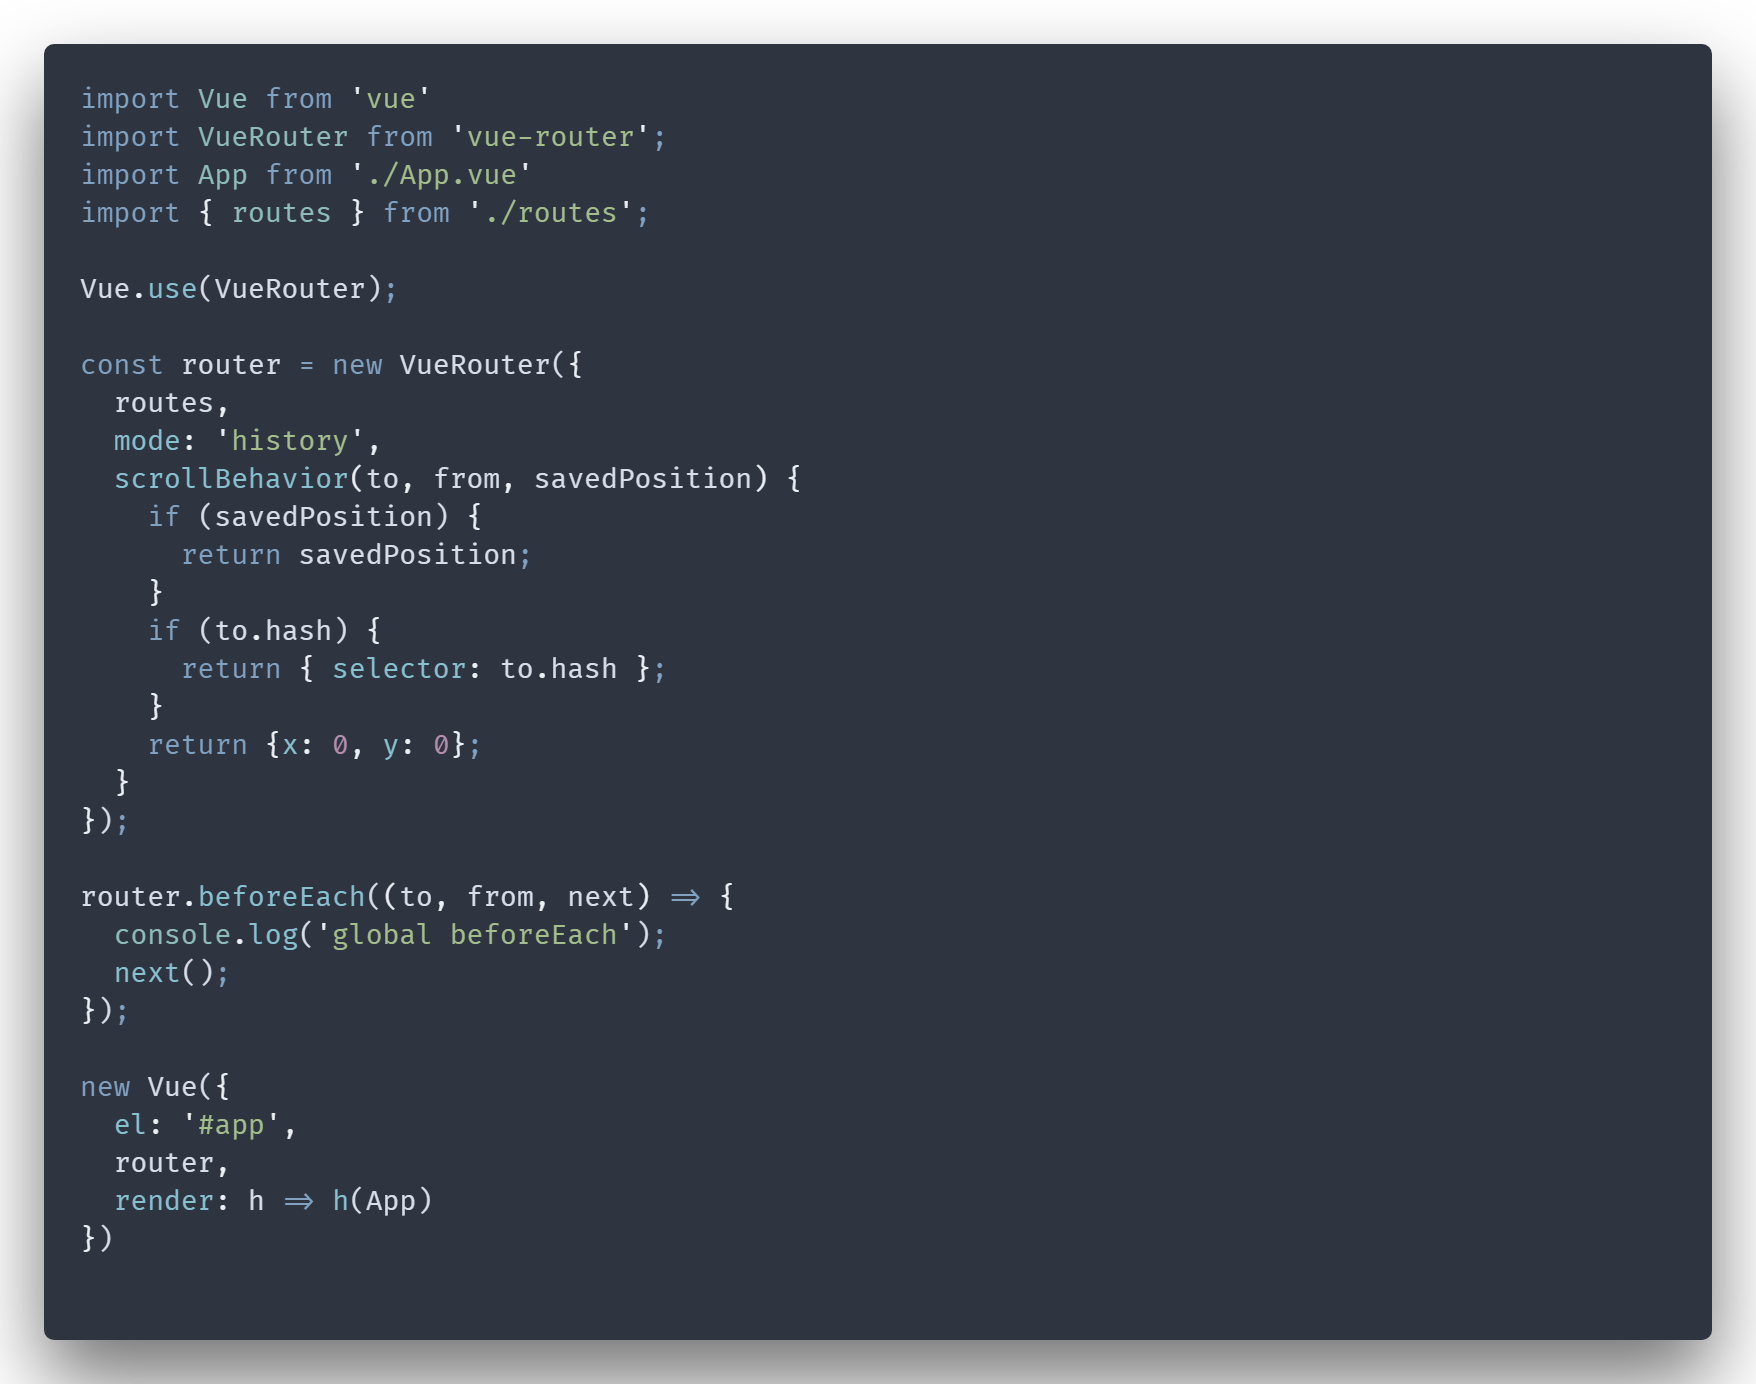 import Vue from 'vue'
import VueRouter from 'vue-router';
import App from './App.vue'
import { routes } from './routes';

Vue.use(VueRouter);

const router = new VueRouter({
  routes,
  mode: 'history',
  scrollBehavior(to, from, savedPosition) {
    if (savedPosition) {
      return savedPosition;
    }
    if (to.hash) {
      return { selector: to.hash };
    }
    return {x: 0, y: 0};
  }
});

router.beforeEach((to, from, next) => {
  console.log('global beforeEach');
  next();
});

new Vue({
  el: '#app',
  router,
  render: h => h(App)
})